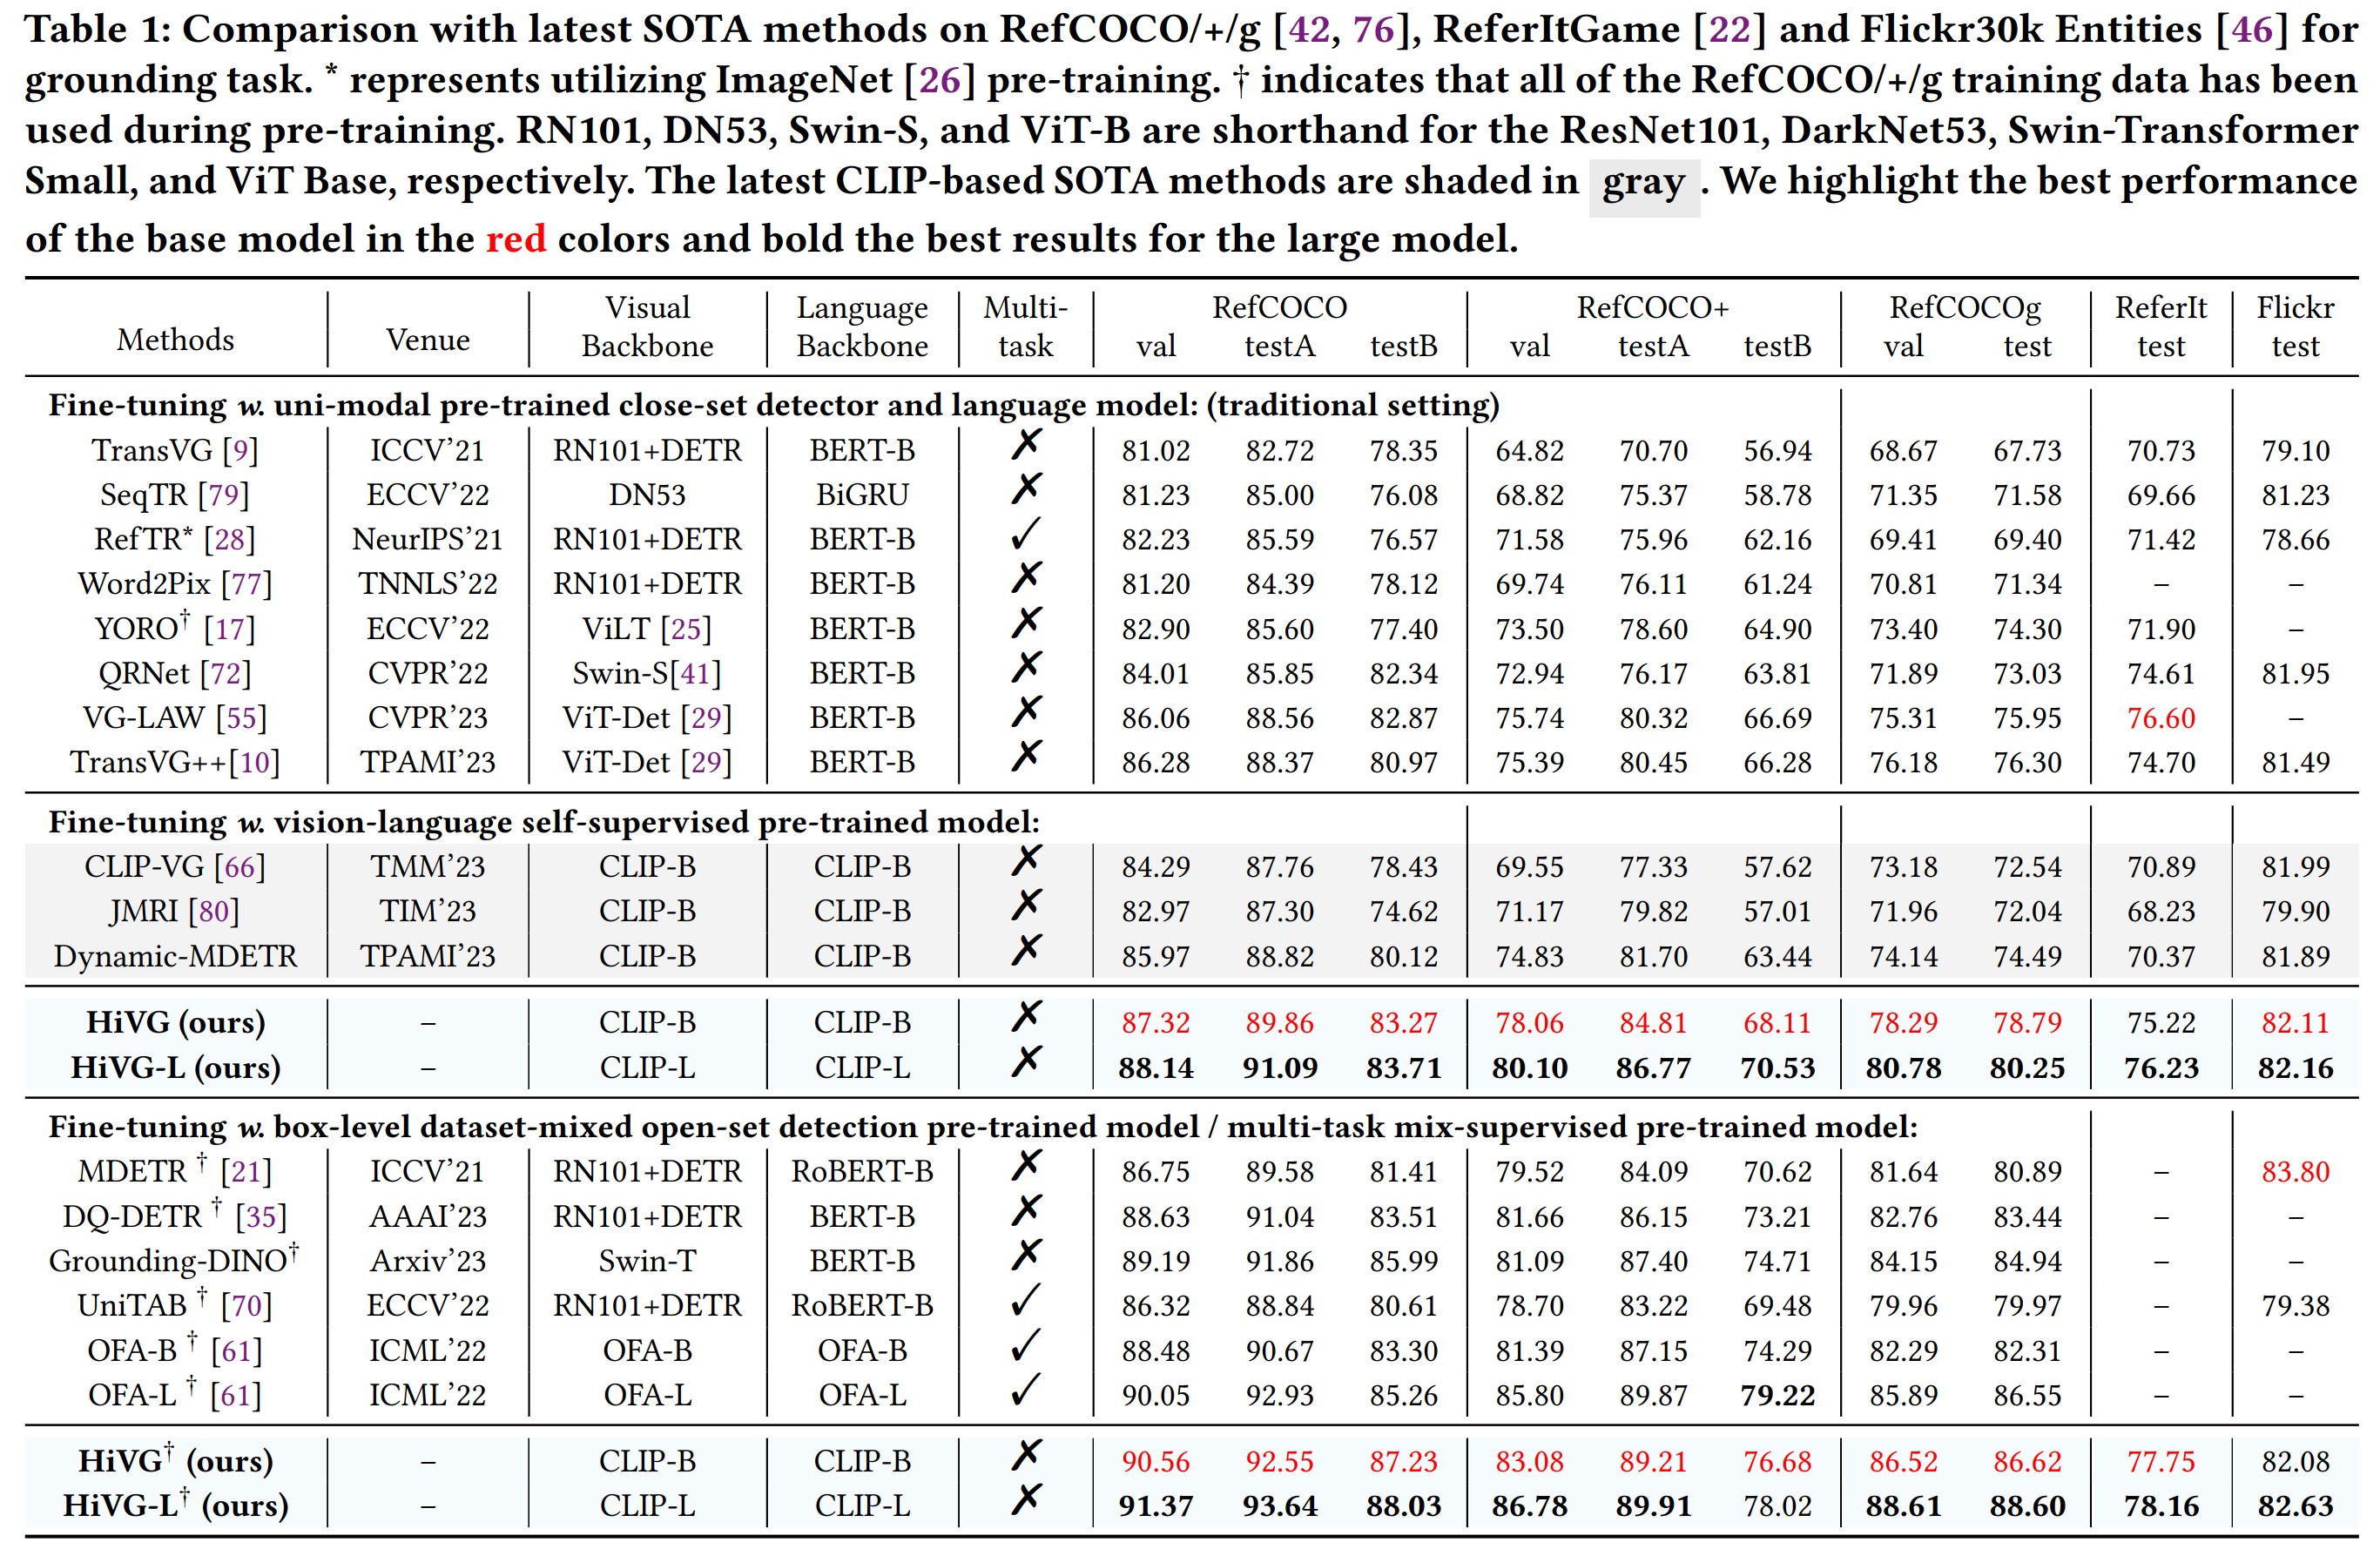 Table 1: Comparison with latest SOTA methods on RefCOCO/+/g [42, 76], ReferItGame [22] and Flickr30k Entities [46] for
grounding task. * represents utilizing ImageNet [26] pre-training. † indicates that all of the RefCOCO/+/g training data has been
used during pre-training. RN101, DN53, Swin-S, and ViT-B are shorthand for the ResNet101, DarkNet53, Swin-Transformer
Small, and ViT Base, respectively. The latest CLIP-based SOTA methods are shaded in gray . We highlight the best performance
of the base model in the red colors and bold the best results for the large model.
Methods Venue Visual Backbone Language Backbone Multi-task RefCOCO RefCOCO+ RefCOCOg ReferIt Flickr
val testA testB val testA testB val test test test
Fine-tuning w. uni-modal pre-trained close-set detector and language model: (traditional setting)
TransVG [9] ICCV'21 RN101+DETR BERT-B ✗ 81.02 82.72 78.35 64.82 70.70 56.94 68.67 67.73 70.73 79.10
SeqTR [79] ECCV'22 DN53 BiGRU ✗ 81.23 85.00 76.08 68.82 75.37 58.78 71.35 71.58 69.66 81.23
RefTR* [28] NeurIPS'21 RN101+DETR BERT-B ✓ 82.23 85.59 76.57 71.58 75.96 62.16 69.41 69.40 71.42 78.66
Word2Pix [77] TNNLS'22 RN101+DETR BERT-B ✗ 81.20 84.39 78.12 69.74 76.11 61.24 70.81 71.34 – –
YORO† [17] ECCV'22 ViLT [25] BERT-B ✗ 82.90 85.60 77.40 73.50 78.60 64.90 73.40 74.30 71.90 –
QRNet [72] CVPR'22 Swin-S[41] BERT-B ✗ 84.01 85.85 82.34 72.94 76.17 63.81 71.89 73.03 74.61 81.95
VG-LAW [55] CVPR'23 ViT-Det [29] BERT-B ✗ 86.06 88.56 82.87 75.74 80.32 66.69 75.31 75.95 76.60 –
TransVG++[10] TPAMI'23 ViT-Det [29] BERT-B ✗ 86.28 88.37 80.97 75.39 80.45 66.28 76.18 76.30 74.70 81.49
Fine-tuning w. vision-language self-supervised pre-trained model:
CLIP-VG [66] TMM'23 CLIP-B CLIP-B ✗ 84.29 87.76 78.43 69.55 77.33 57.62 73.18 72.54 70.89 81.99
JMRI [80] TIM'23 CLIP-B CLIP-B ✗ 82.97 87.30 74.62 71.17 79.82 57.01 71.96 72.04 68.23 79.90
Dynamic-MDETR TPAMI'23 CLIP-B CLIP-B ✗ 85.97 88.82 80.12 74.83 81.70 63.44 74.14 74.49 70.37 81.89
HiVG (ours) – CLIP-B CLIP-B ✗ 87.32 89.86 83.27 78.06 84.81 68.11 78.29 78.79 75.22 82.11
HiVG-L (ours) – CLIP-L CLIP-L ✗ 88.14 91.09 83.71 80.10 86.77 70.53 80.78 80.25 76.23 82.16
Fine-tuning w. box-level dataset-mixed open-set detection pre-trained model / multi-task mix-supervised pre-trained model:
MDETR † [21] ICCV'21 RN101+DETR RoBERT-B ✗ 86.75 89.58 81.41 79.52 84.09 70.62 81.64 80.89 – 83.80
DQ-DETR † [35] AAAI'23 RN101+DETR BERT-B ✗ 88.63 91.04 83.51 81.66 86.15 73.21 82.76 83.44 – –
Grounding-DINO† Arxiv'23 Swin-T BERT-B ✗ 89.19 91.86 85.99 81.09 87.40 74.71 84.15 84.94 – –
UniTAB † [70] ECCV'22 RN101+DETR RoBERT-B ✓ 86.32 88.84 80.61 78.70 83.22 69.48 79.96 79.97 – 79.38
OFA-B † [61] ICML'22 OFA-B OFA-B ✓ 88.48 90.67 83.30 81.39 87.15 74.29 82.29 82.31 – –
OFA-L † [61] ICML'22 OFA-L OFA-L ✓ 90.05 92.93 85.26 85.80 89.87 79.22 85.89 86.55 – –
HiVG† (ours) – CLIP-B CLIP-B ✗ 90.56 92.55 87.23 83.08 89.21 76.68 86.52 86.62 77.75 82.08
HiVG-L† (ours) – CLIP-L CLIP-L ✗ 91.37 93.64 88.03 86.78 89.91 78.02 88.61 88.60 78.16 82.63